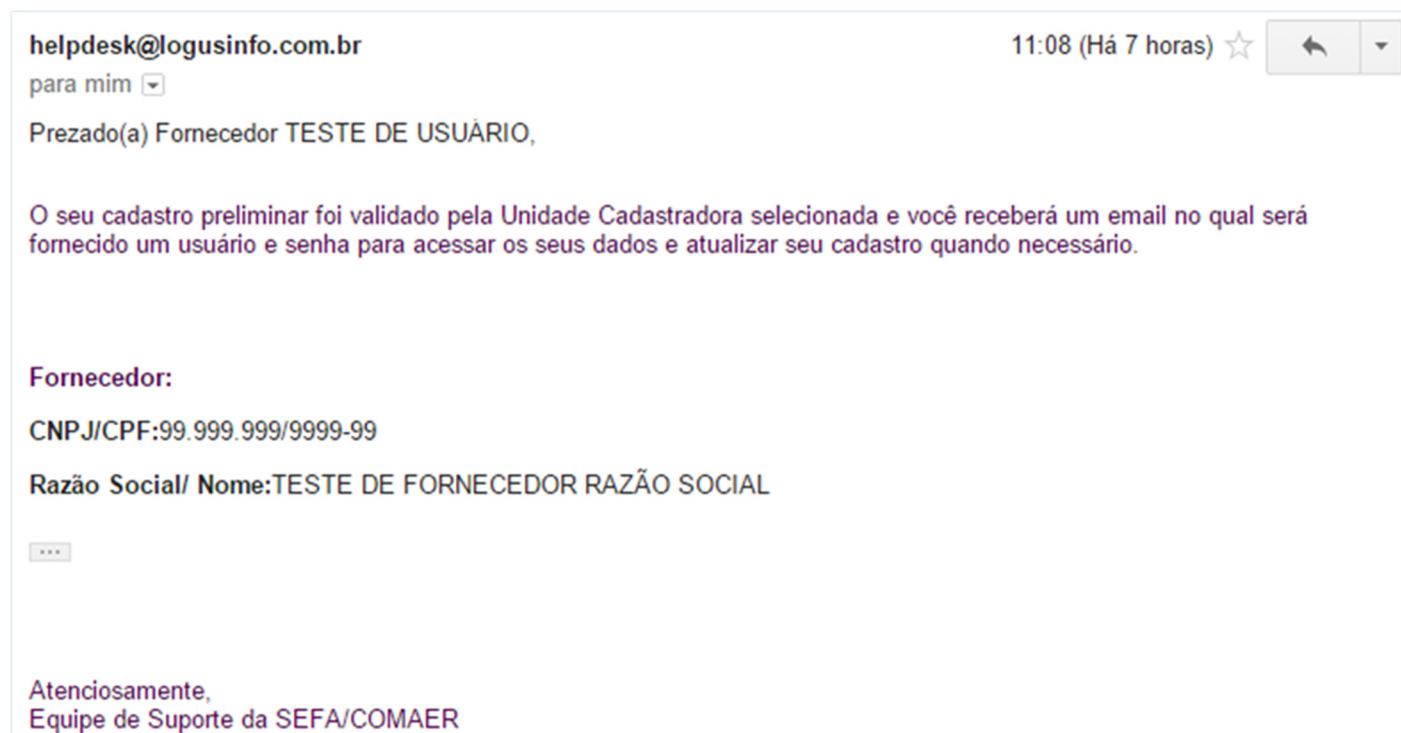 helpdesk@logusinfo.com.br 11:08 (Há 7 horas)
para mim
Prezado(a) Fornecedor TESTE DE USUÁRIO,
O seu cadastro preliminar foi validado pela Unidade Cadastradora selecionada e você receberá um email no qual será
fornecido um usuário e senha para acessar os seus dados e atualizar seu cadastro quando necessário.
Fornecedor:
CNPJ/CPF:99.999.999/9999-99
Razão Social/ Nome:TESTE DE FORNECEDOR RAZÃO SOCIAL
...
Atenciosamente,
Equipe de Suporte da SEFA/COMAER